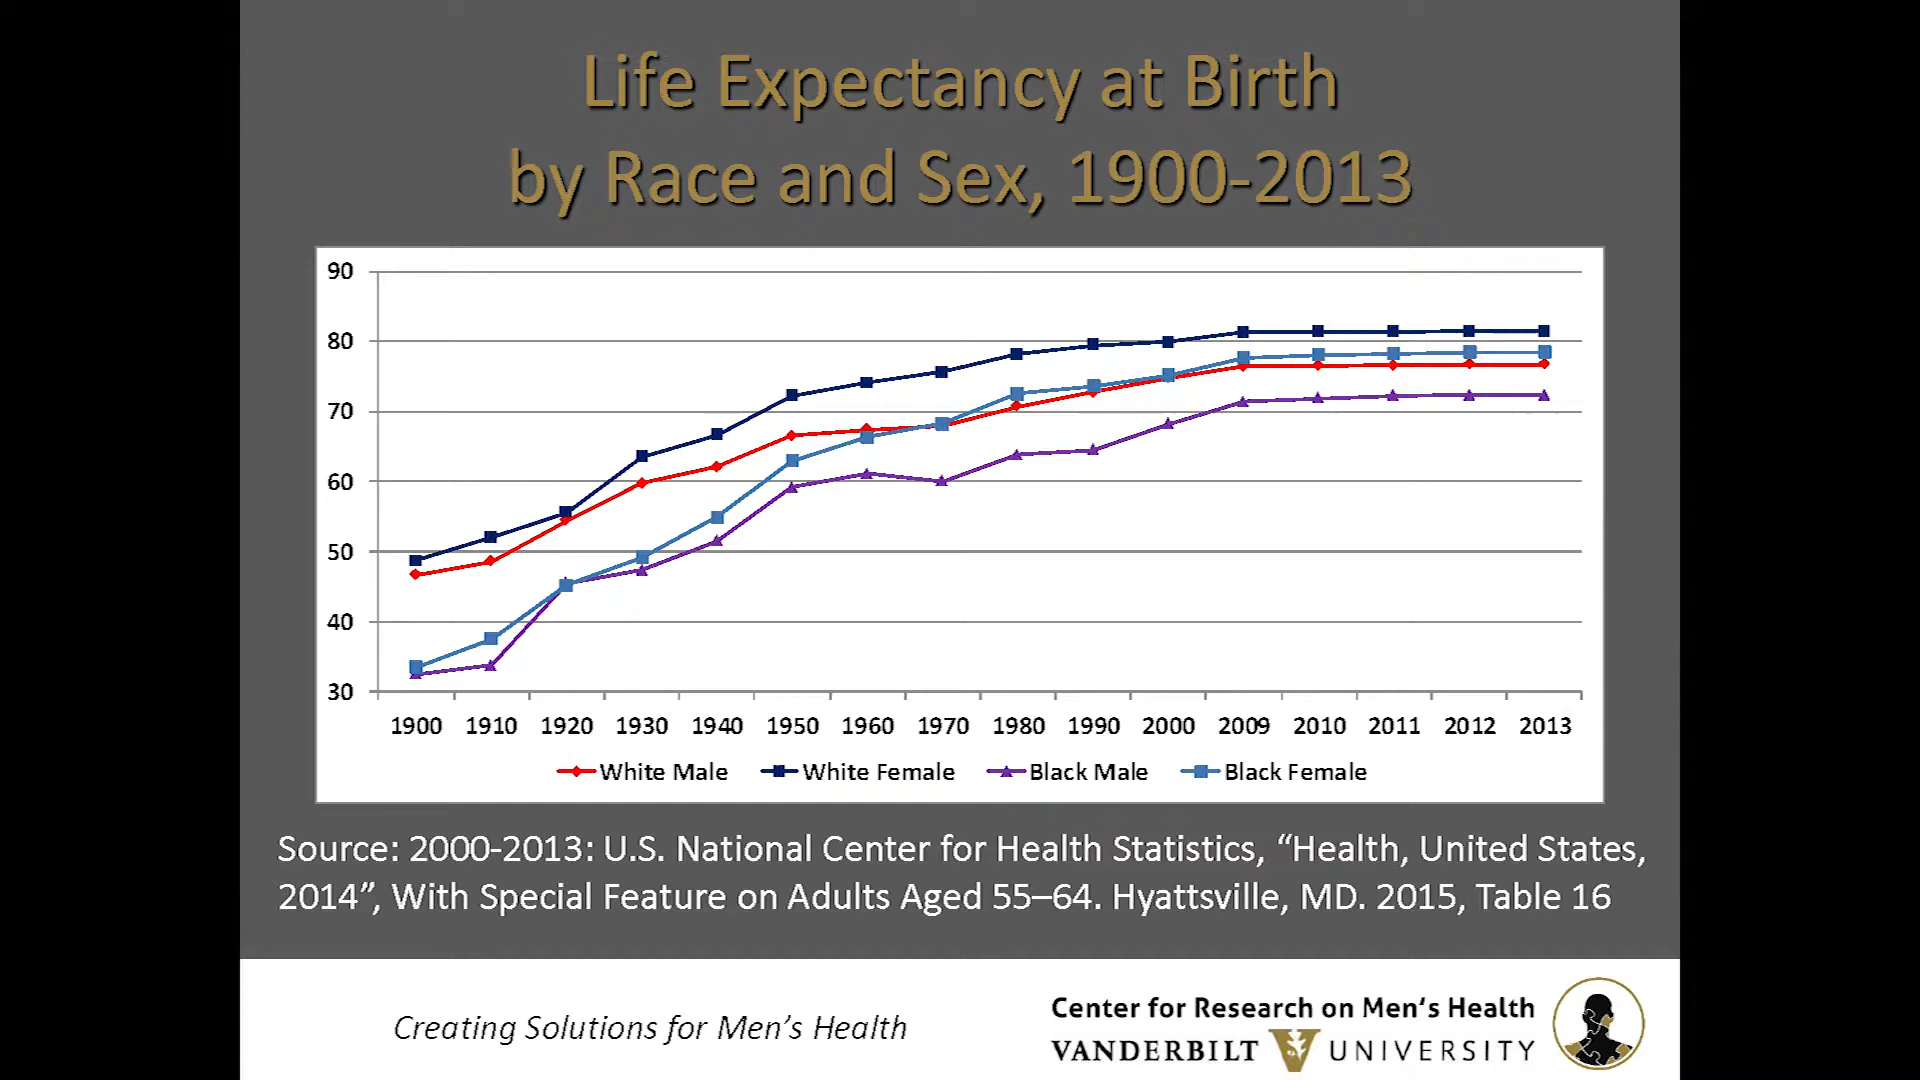 Life Expectancy at Birth
by Race and Sex, 1900-2013
90
80
70
60
50
40
30
1900 1910 1920 1930 1940 1950 1960 1970 1980 1990 2000 2009 2010 2011 2012 2013
White Male White Female Black Male Black Female
Source: 2000-2013: U.S. National Center for Health Statistics, “Health, United States,
2014”, With Special Feature on Adults Aged 55–64. Hyattsville, MD. 2015, Table 16
Creating Solutions for Men’s Health
Center for Research on Men’s Health
VANDERBILT V UNIVERSITY